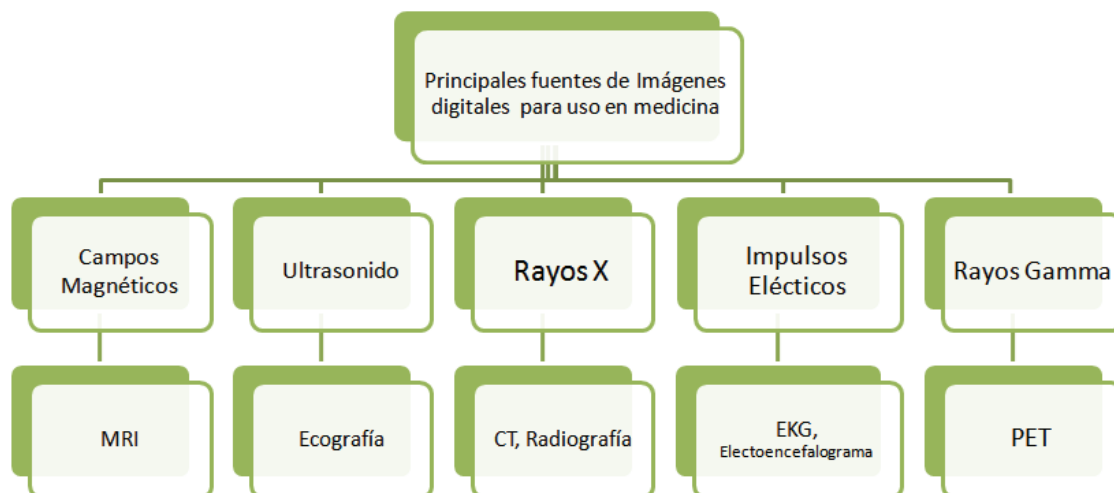 Principales fuentes de Imágenes
digitales para uso en medicina
Campos
Magnéticos
Ultrasonido
Rayos X
Impulsos
Elécticos
Rayos Gamma
MRI
Ecografía
CT, Radiografía
EKG,
Electoencefalograma
PET